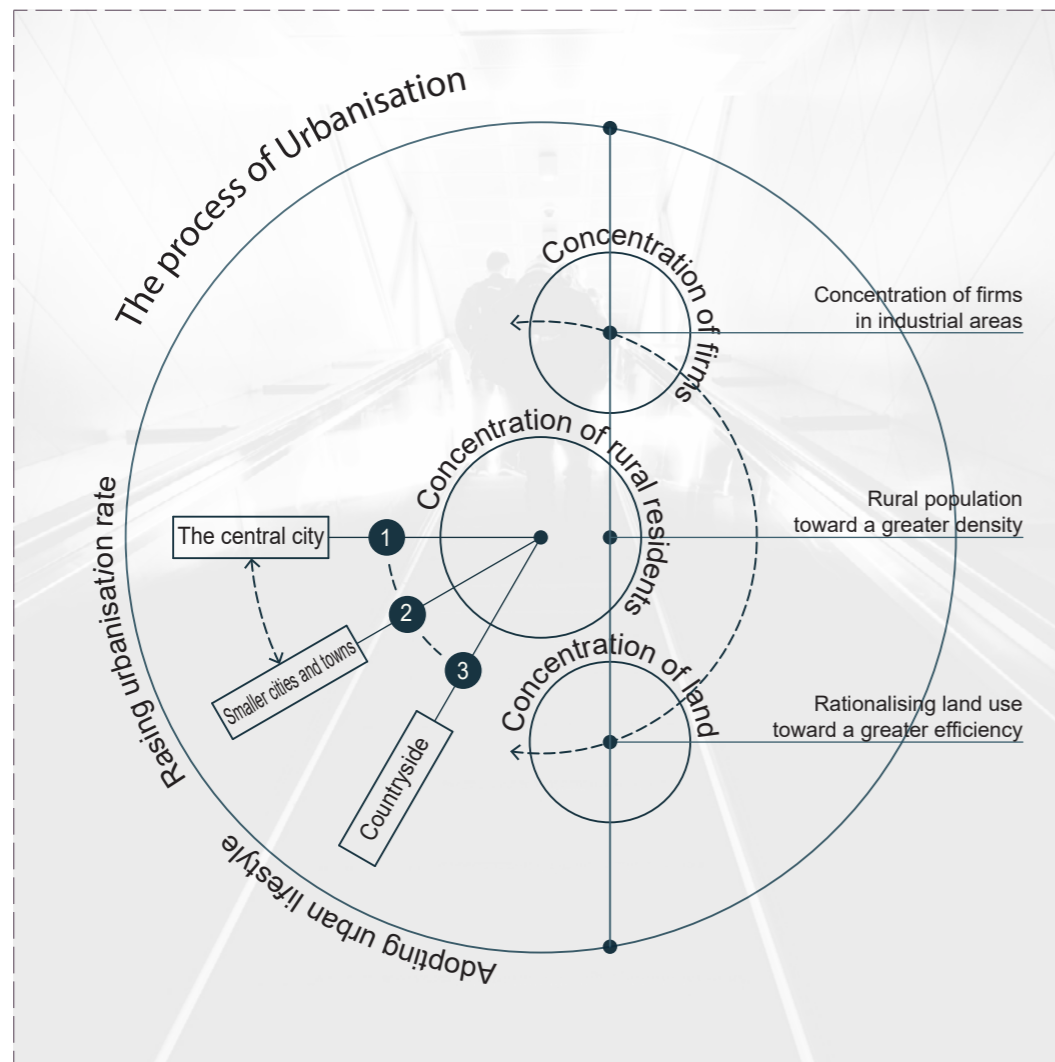 The process of Urbanisation
Concentration of firms
Concentration of firms
in industrial areas
Concentration of rural residents
Rural population
toward a greater density
The central city
1
2
Smaller cities and towns
3
Countryside
Concentration of land
Rationalising land use
toward a greater efficiency
Rasing urbanisation rate
Adopting urban lifestyle